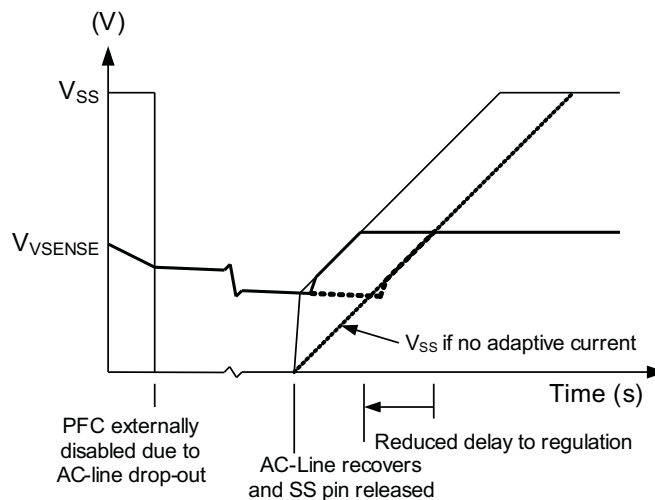 (V)
VSS
VVSENSE
VSS if no adaptive current
Time (s)
PFC externally
disabled due to
AC-line drop-out
AC-Line recovers
and SS pin released
Reduced delay to regulation